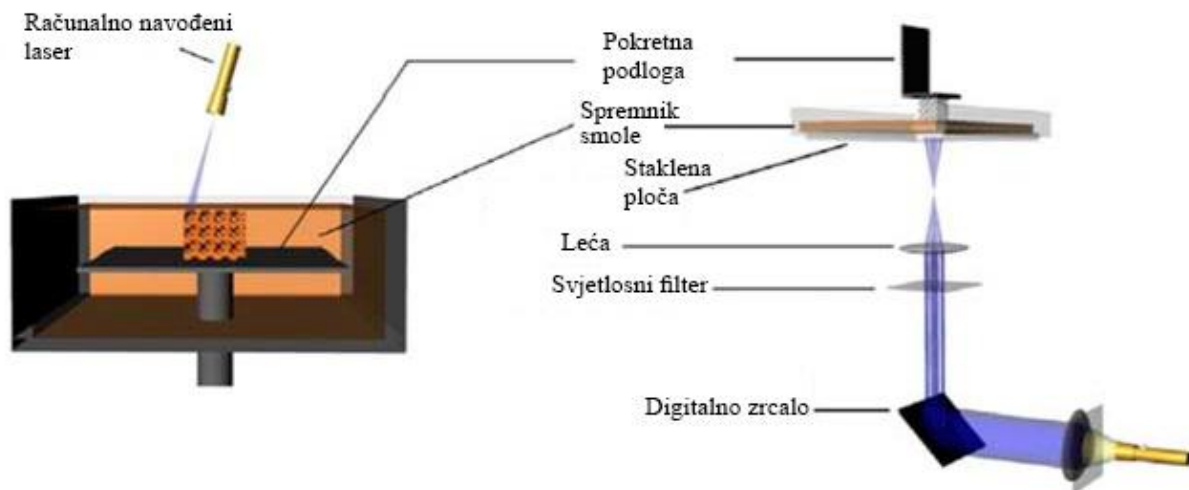 Računalno navođeni
laser
Pokretna
podloga
Spremnik
smole
Staklena
ploča
Leća
Svjetlosni filter
Digitalno zrcalo